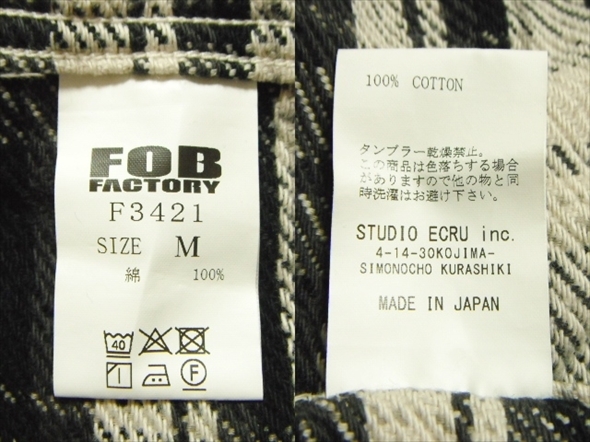 FOB
FACTORY
F3421
SIZE M
綿 100%
40
F
100% COTTON
タンブラー乾燥禁止。
この商品は色落ちする場合
がありますので他の物と同
時洗濯はお避け下さい。
STUDIO ECRU inc.
4-14-30KOJIMA-
SIMONOCHO KURASHIKI
MADE IN JAPAN